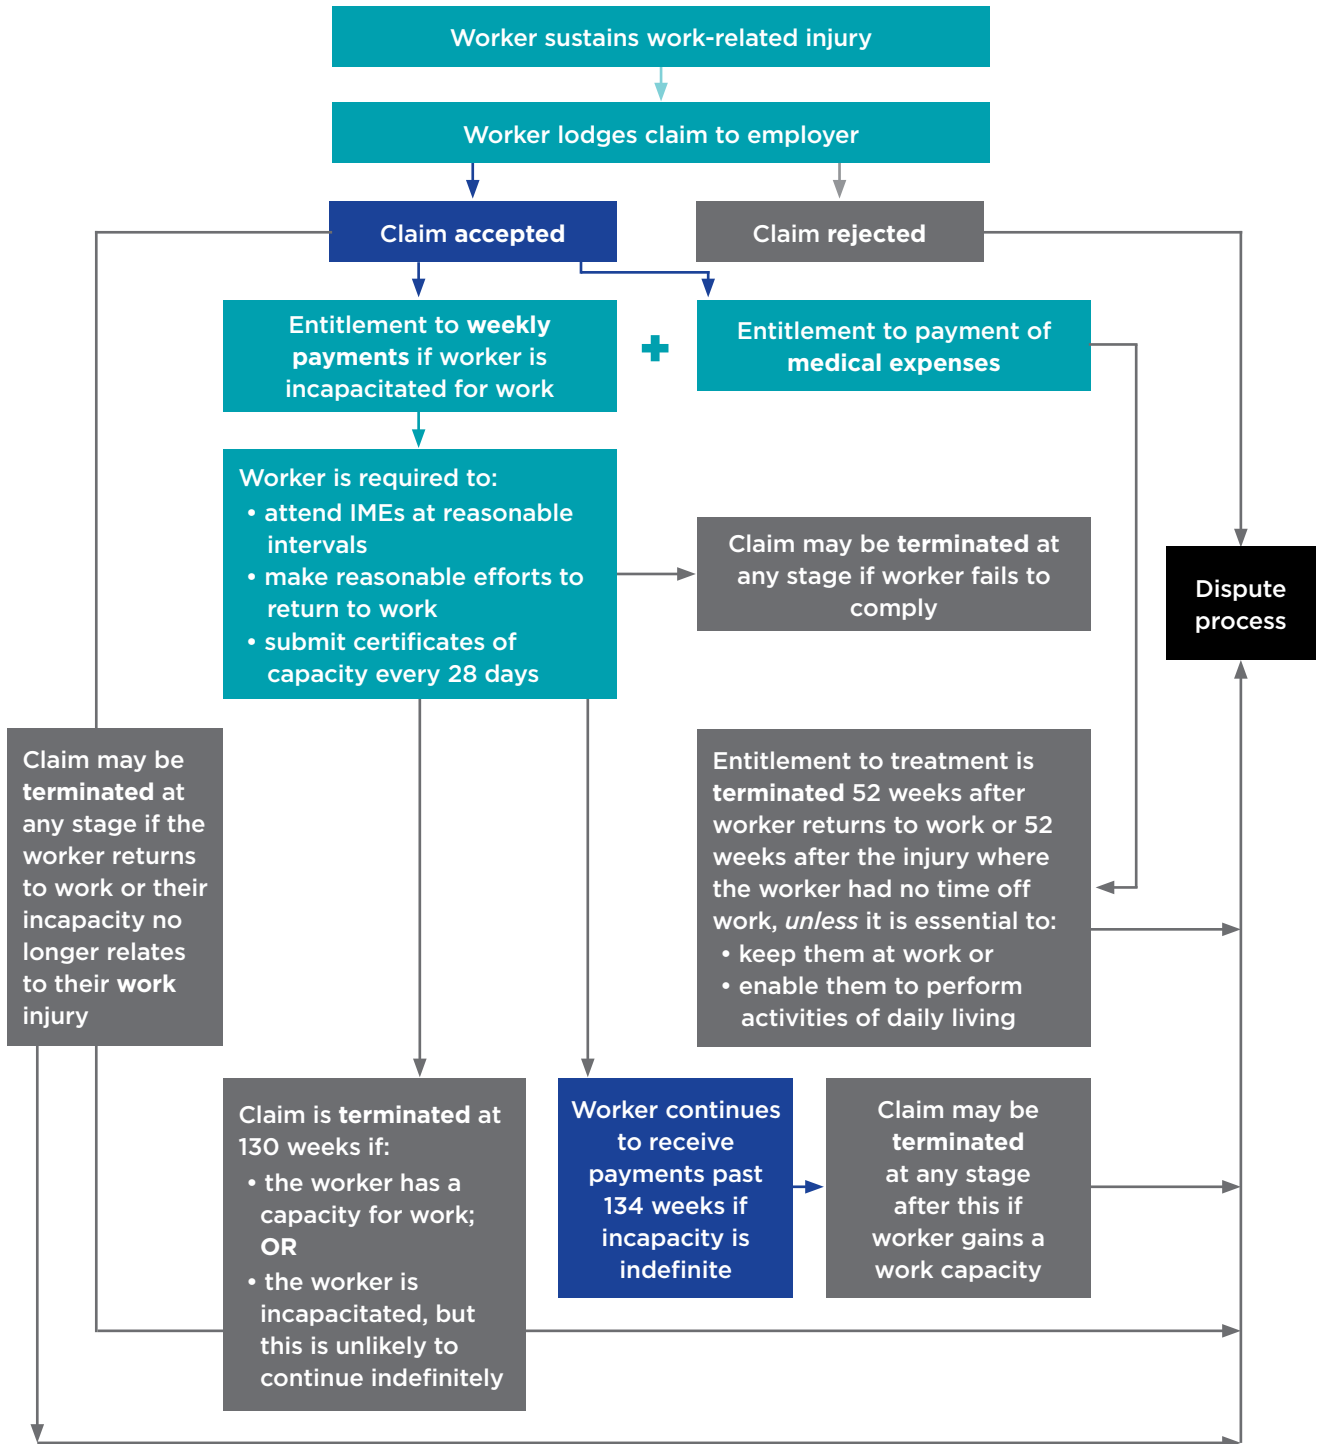 Worker sustains work-related injury
Worker lodges claim to employer
Claim accepted
Claim rejected
Entitlement to weekly
payments if worker is
incapacitated for work
Entitlement to payment of
medical expenses
Worker is required to:
• attend IMEs at reasonable
intervals
• make reasonable efforts to
return to work
• submit certificates of
capacity every 28 days
Claim may be terminated at
any stage if worker fails to
comply
Dispute
process
Claim may be
terminated at
any stage if the
worker returns
to work or their
incapacity no
longer relates
to their work
injury
Entitlement to treatment is
terminated 52 weeks after
worker returns to work or 52
weeks after the injury where
the worker had no time off
work, unless it is essential to:
• keep them at work or
• enable them to perform
activities of daily living
Claim is terminated at
130 weeks if:
• the worker has a
capacity for work;
OR
• the worker is
incapacitated, but
this is unlikely to
continue indefinitely
Worker continues
to receive
payments past
134 weeks if
incapacity is
indefinite
Claim may be
terminated
at any stage
after this if
worker gains a
work capacity